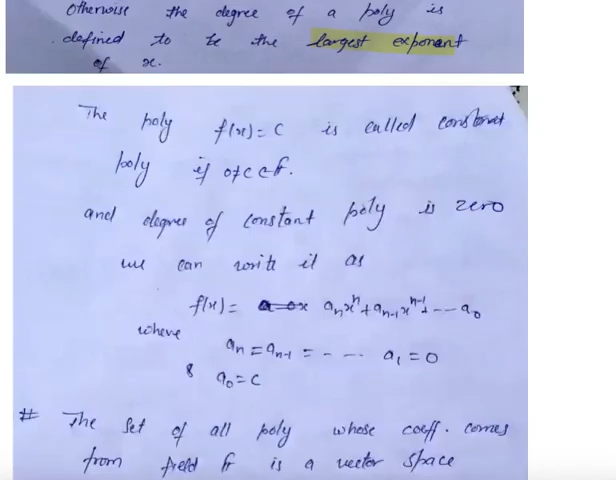 Otherwise the degree of a poly is
defined to be the largest exponent
of x.
The poly f(x) = c is called constant
poly if 0≠c∈F.
and degree of constant poly is zero
we can write it as
f(x) = aₙxⁿ + aₙ₋₁xⁿ⁻¹ + --- a₀
where
aₙ = aₙ₋₁ = - - --- a₁ = 0
& a₀ = c
# The set of all poly whose coeff. comes
from field F is a vector space